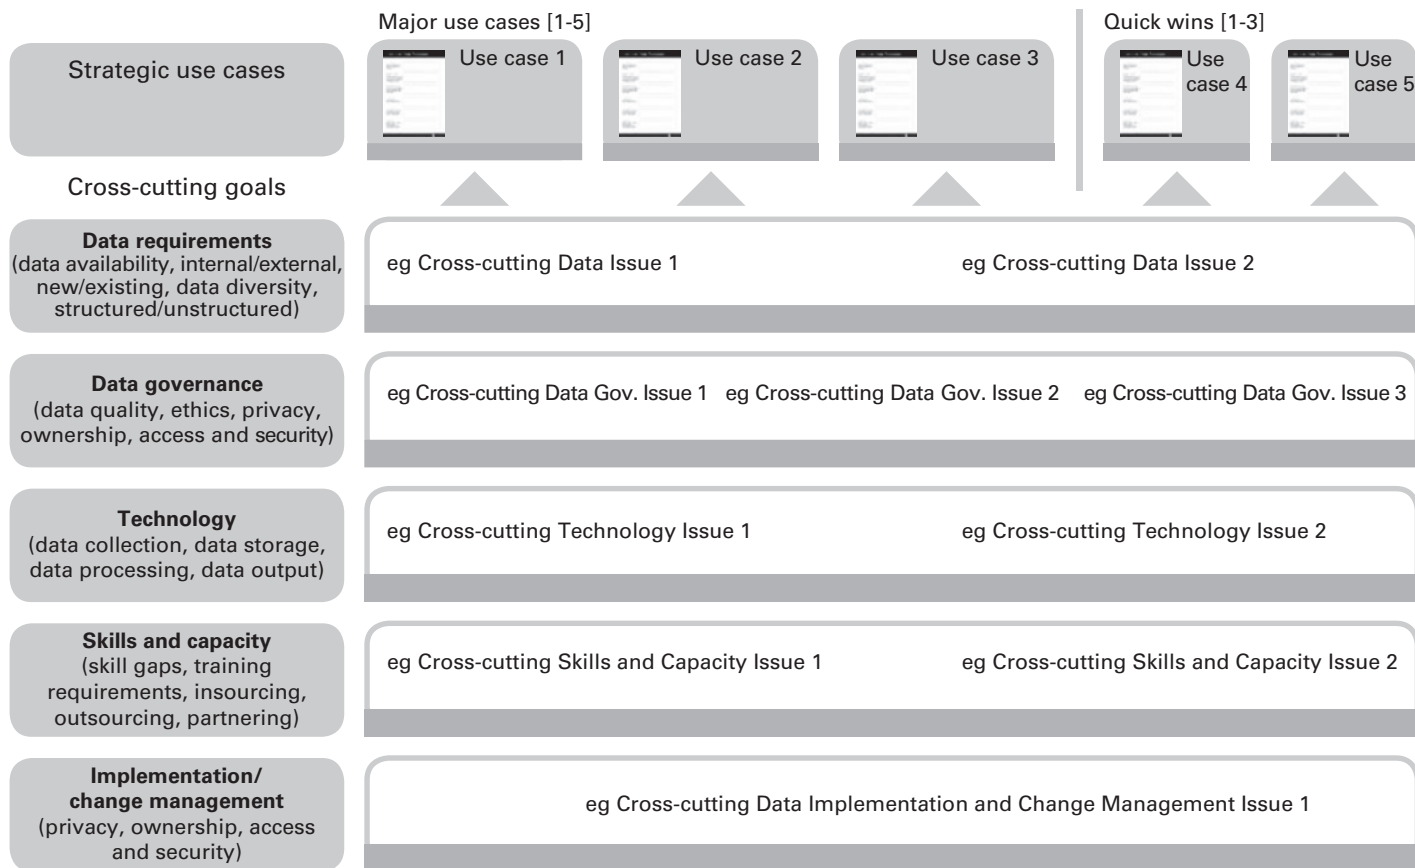 Major use cases [1-5]
Quick wins [1-3]
Strategic use cases
Use case 1
Use case 2
Use case 3
Use
case 4
Use
case 5
Cross-cutting goals
Data requirements
(data availability, internal/external,
new/existing, data diversity,
structured/unstructured)
eg Cross-cutting Data Issue 1
eg Cross-cutting Data Issue 2
Data governance
(data quality, ethics, privacy,
ownership, access and security)
eg Cross-cutting Data Gov. Issue 1
eg Cross-cutting Data Gov. Issue 2
eg Cross-cutting Data Gov. Issue 3
Technology
(data collection, data storage,
data processing, data output)
eg Cross-cutting Technology Issue 1
eg Cross-cutting Technology Issue 2
Skills and capacity
(skill gaps, training
requirements, insourcing,
outsourcing, partnering)
eg Cross-cutting Skills and Capacity Issue 1
eg Cross-cutting Skills and Capacity Issue 2
Implementation/
change management
(privacy, ownership, access
and security)
eg Cross-cutting Data Implementation and Change Management Issue 1